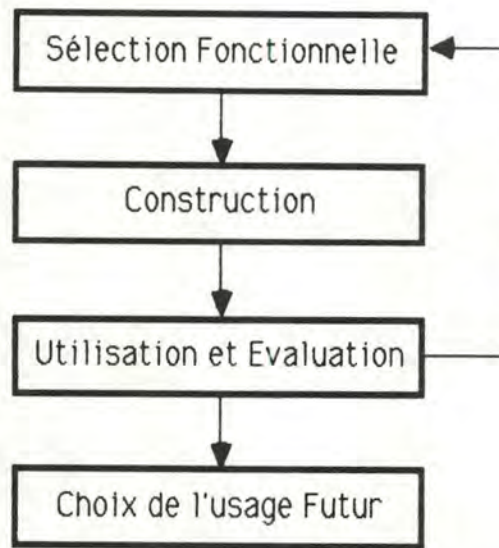 Sélection Fonctionnelle
Construction
Utilisation et Evaluation
Choix de l'usage Futur